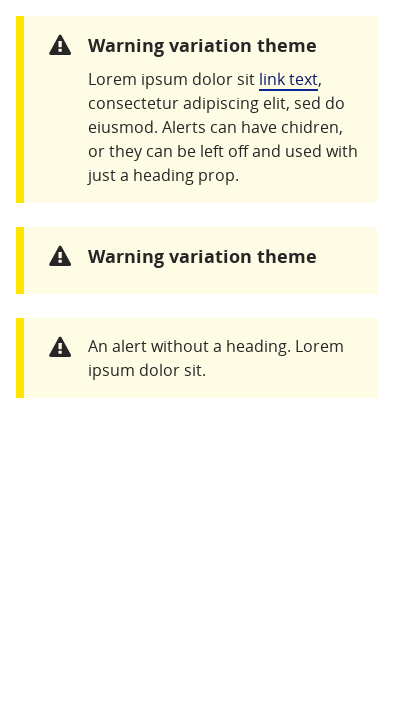 Warning variation theme
Lorem ipsum dolor sit link text,
consectetur adipiscing elit, sed do
eiusmod. Alerts can have chidren,
or they can be left off and used with
just a heading prop.
Warning variation theme
An alert without a heading. Lorem
ipsum dolor sit.